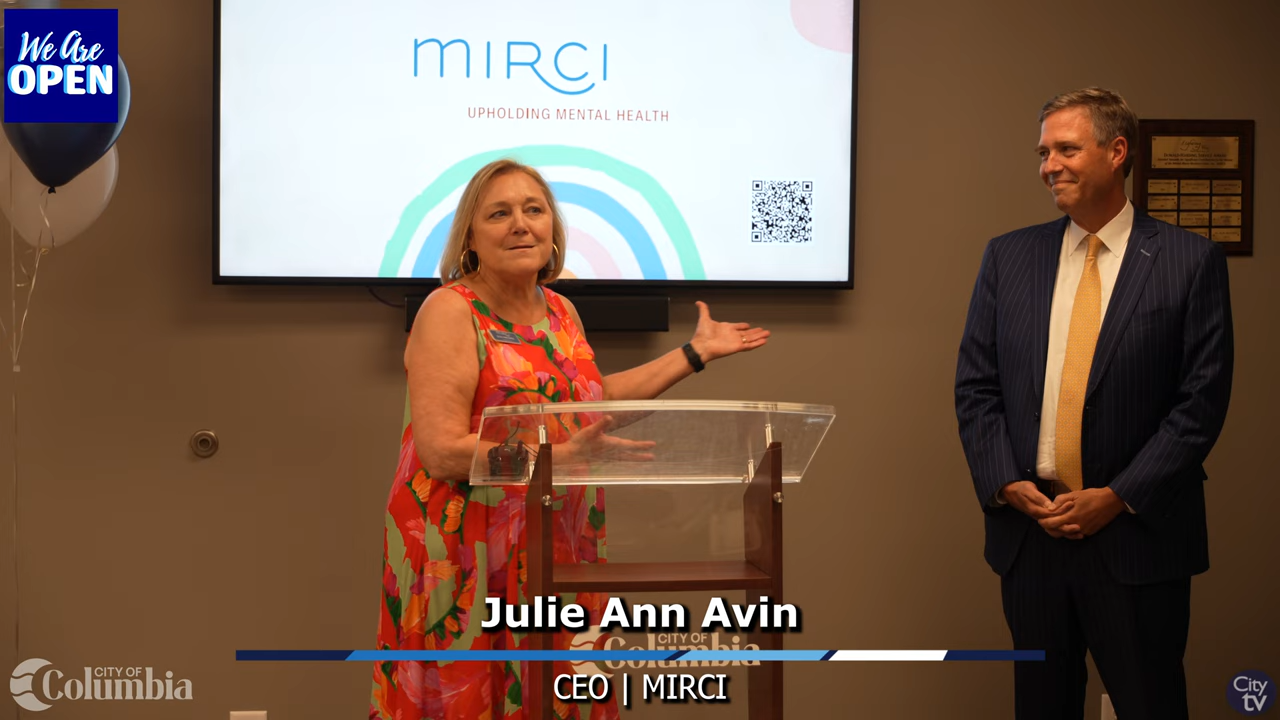 We Are
OPEN
MIRCI
UPHOLDING MENTAL HEALTH
Julie Ann Avin
CITY OF
Columbia
CEO | MIRCI
CITY OF
Columbia
City
tv